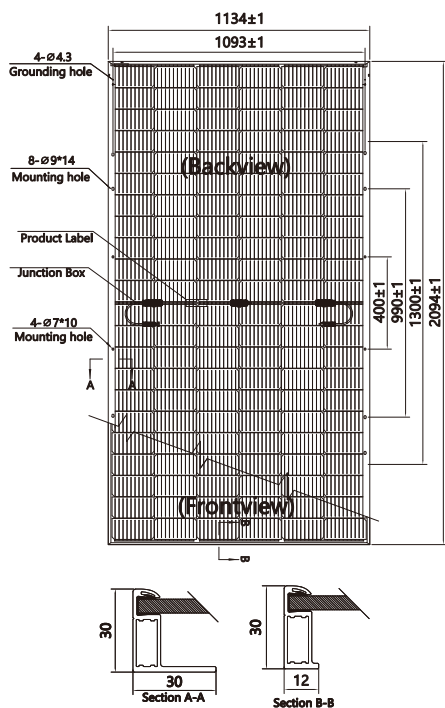 1134±1
1093±1
4-Ø4.3
Grounding hole
8-Ø9*14
Mounting hole
(Backview)
Product Label
Junction Box
4-Ø7*10
Mounting hole
400±1
990±1
1300±1
2094±1
A
A
(Frontview)
B
B
30
30
Section A-A
30
12
Section B-B